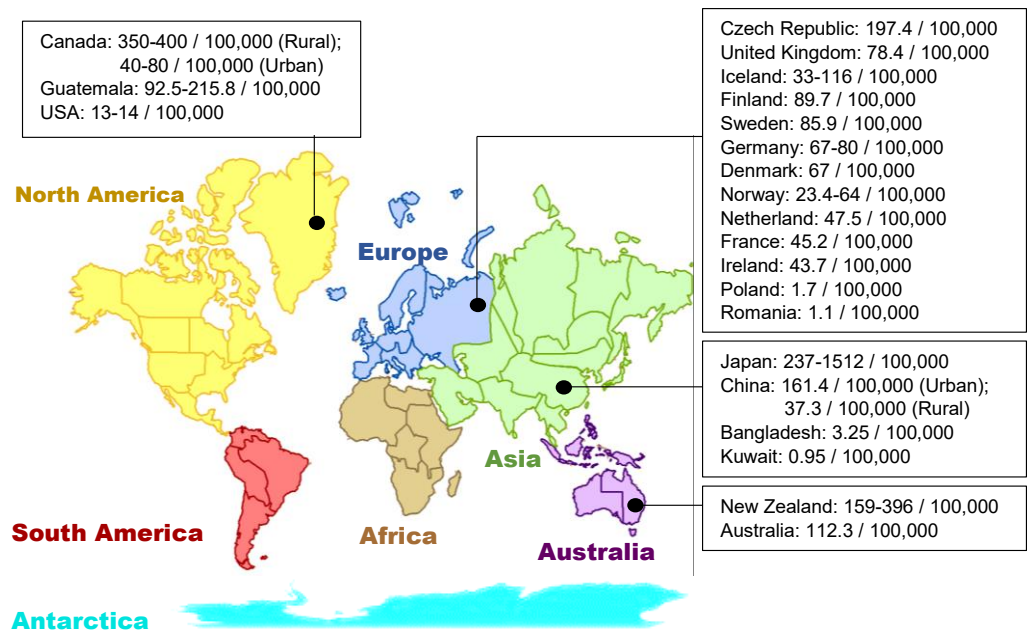 Canada: 350-400 / 100,000 (Rural);
40-80 / 100,000 (Urban)
Guatemala: 92.5-215.8 / 100,000
USA: 13-14 / 100,000
Czech Republic: 197.4 / 100,000
United Kingdom: 78.4 / 100,000
Iceland: 33-116 / 100,000
Finland: 89.7 / 100,000
Sweden: 85.9 / 100,000
Germany: 67-80 / 100,000
Denmark: 67 / 100,000
Norway: 23.4-64 / 100,000
Netherland: 47.5 / 100,000
France: 45.2 / 100,000
Ireland: 43.7 / 100,000
Poland: 1.7 / 100,000
Romania: 1.1 / 100,000
North America
Europe
Japan: 237-1512 / 100,000
China: 161.4 / 100,000 (Urban);
37.3 / 100,000 (Rural)
Bangladesh: 3.25 / 100,000
Kuwait: 0.95 / 100,000
Asia
New Zealand: 159-396 / 100,000
Australia: 112.3 / 100,000
South America
Africa
Australia
Antarctica